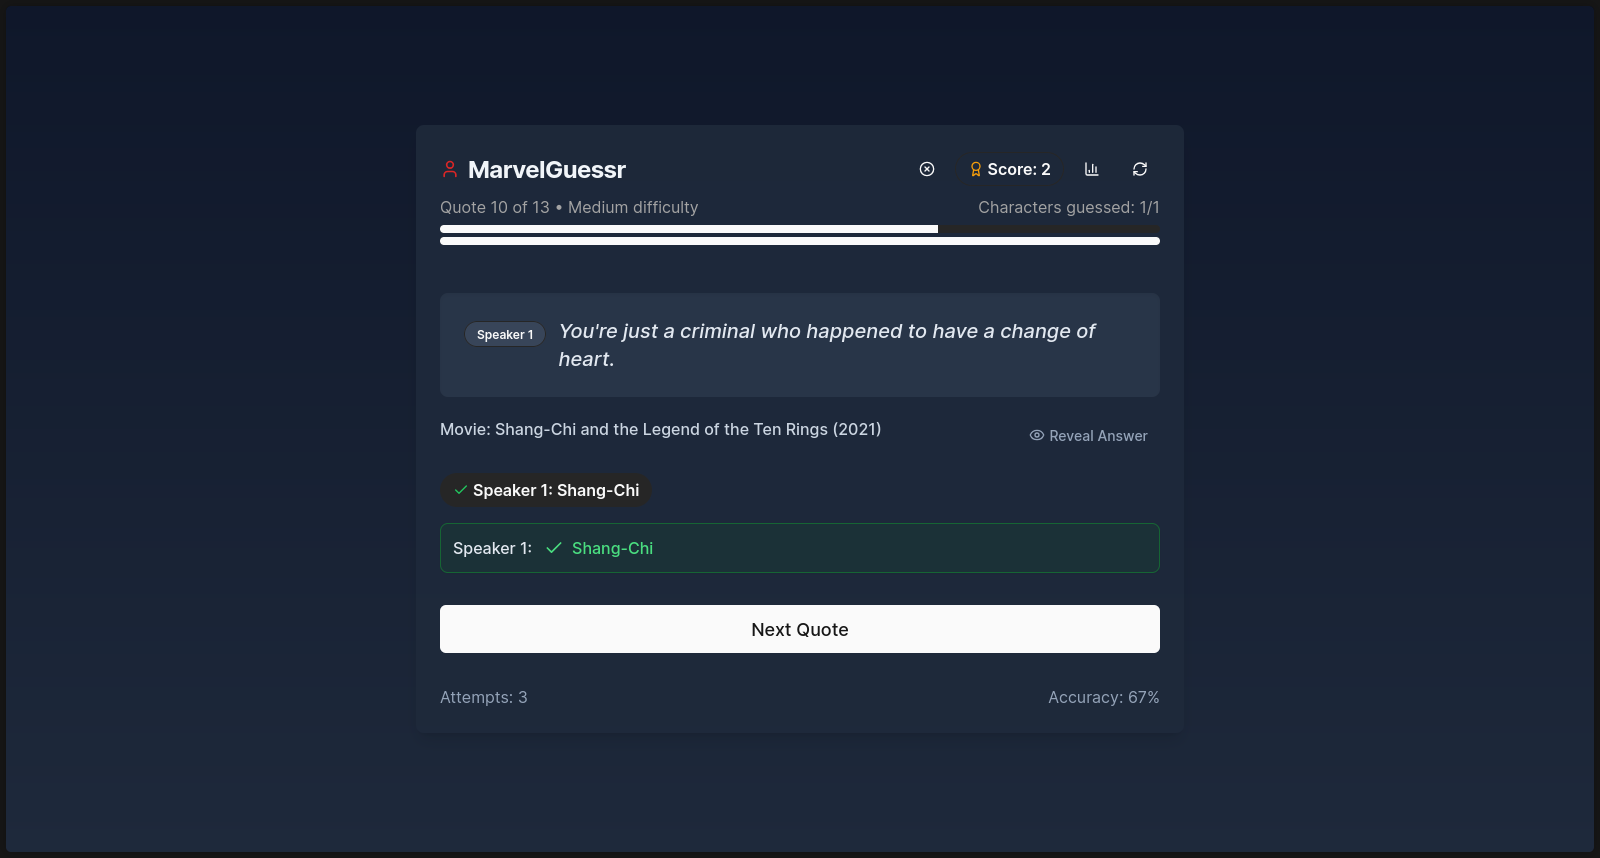 MarvelGuessr
Score: 2
Quote 10 of 13 • Medium difficulty
Characters guessed: 1/1
Speaker 1
You're just a criminal who happened to have a change of
heart.
Movie: Shang-Chi and the Legend of the Ten Rings (2021)
Reveal Answer
Speaker 1: Shang-Chi
Speaker 1: Shang-Chi
Next Quote
Attempts: 3
Accuracy: 67%